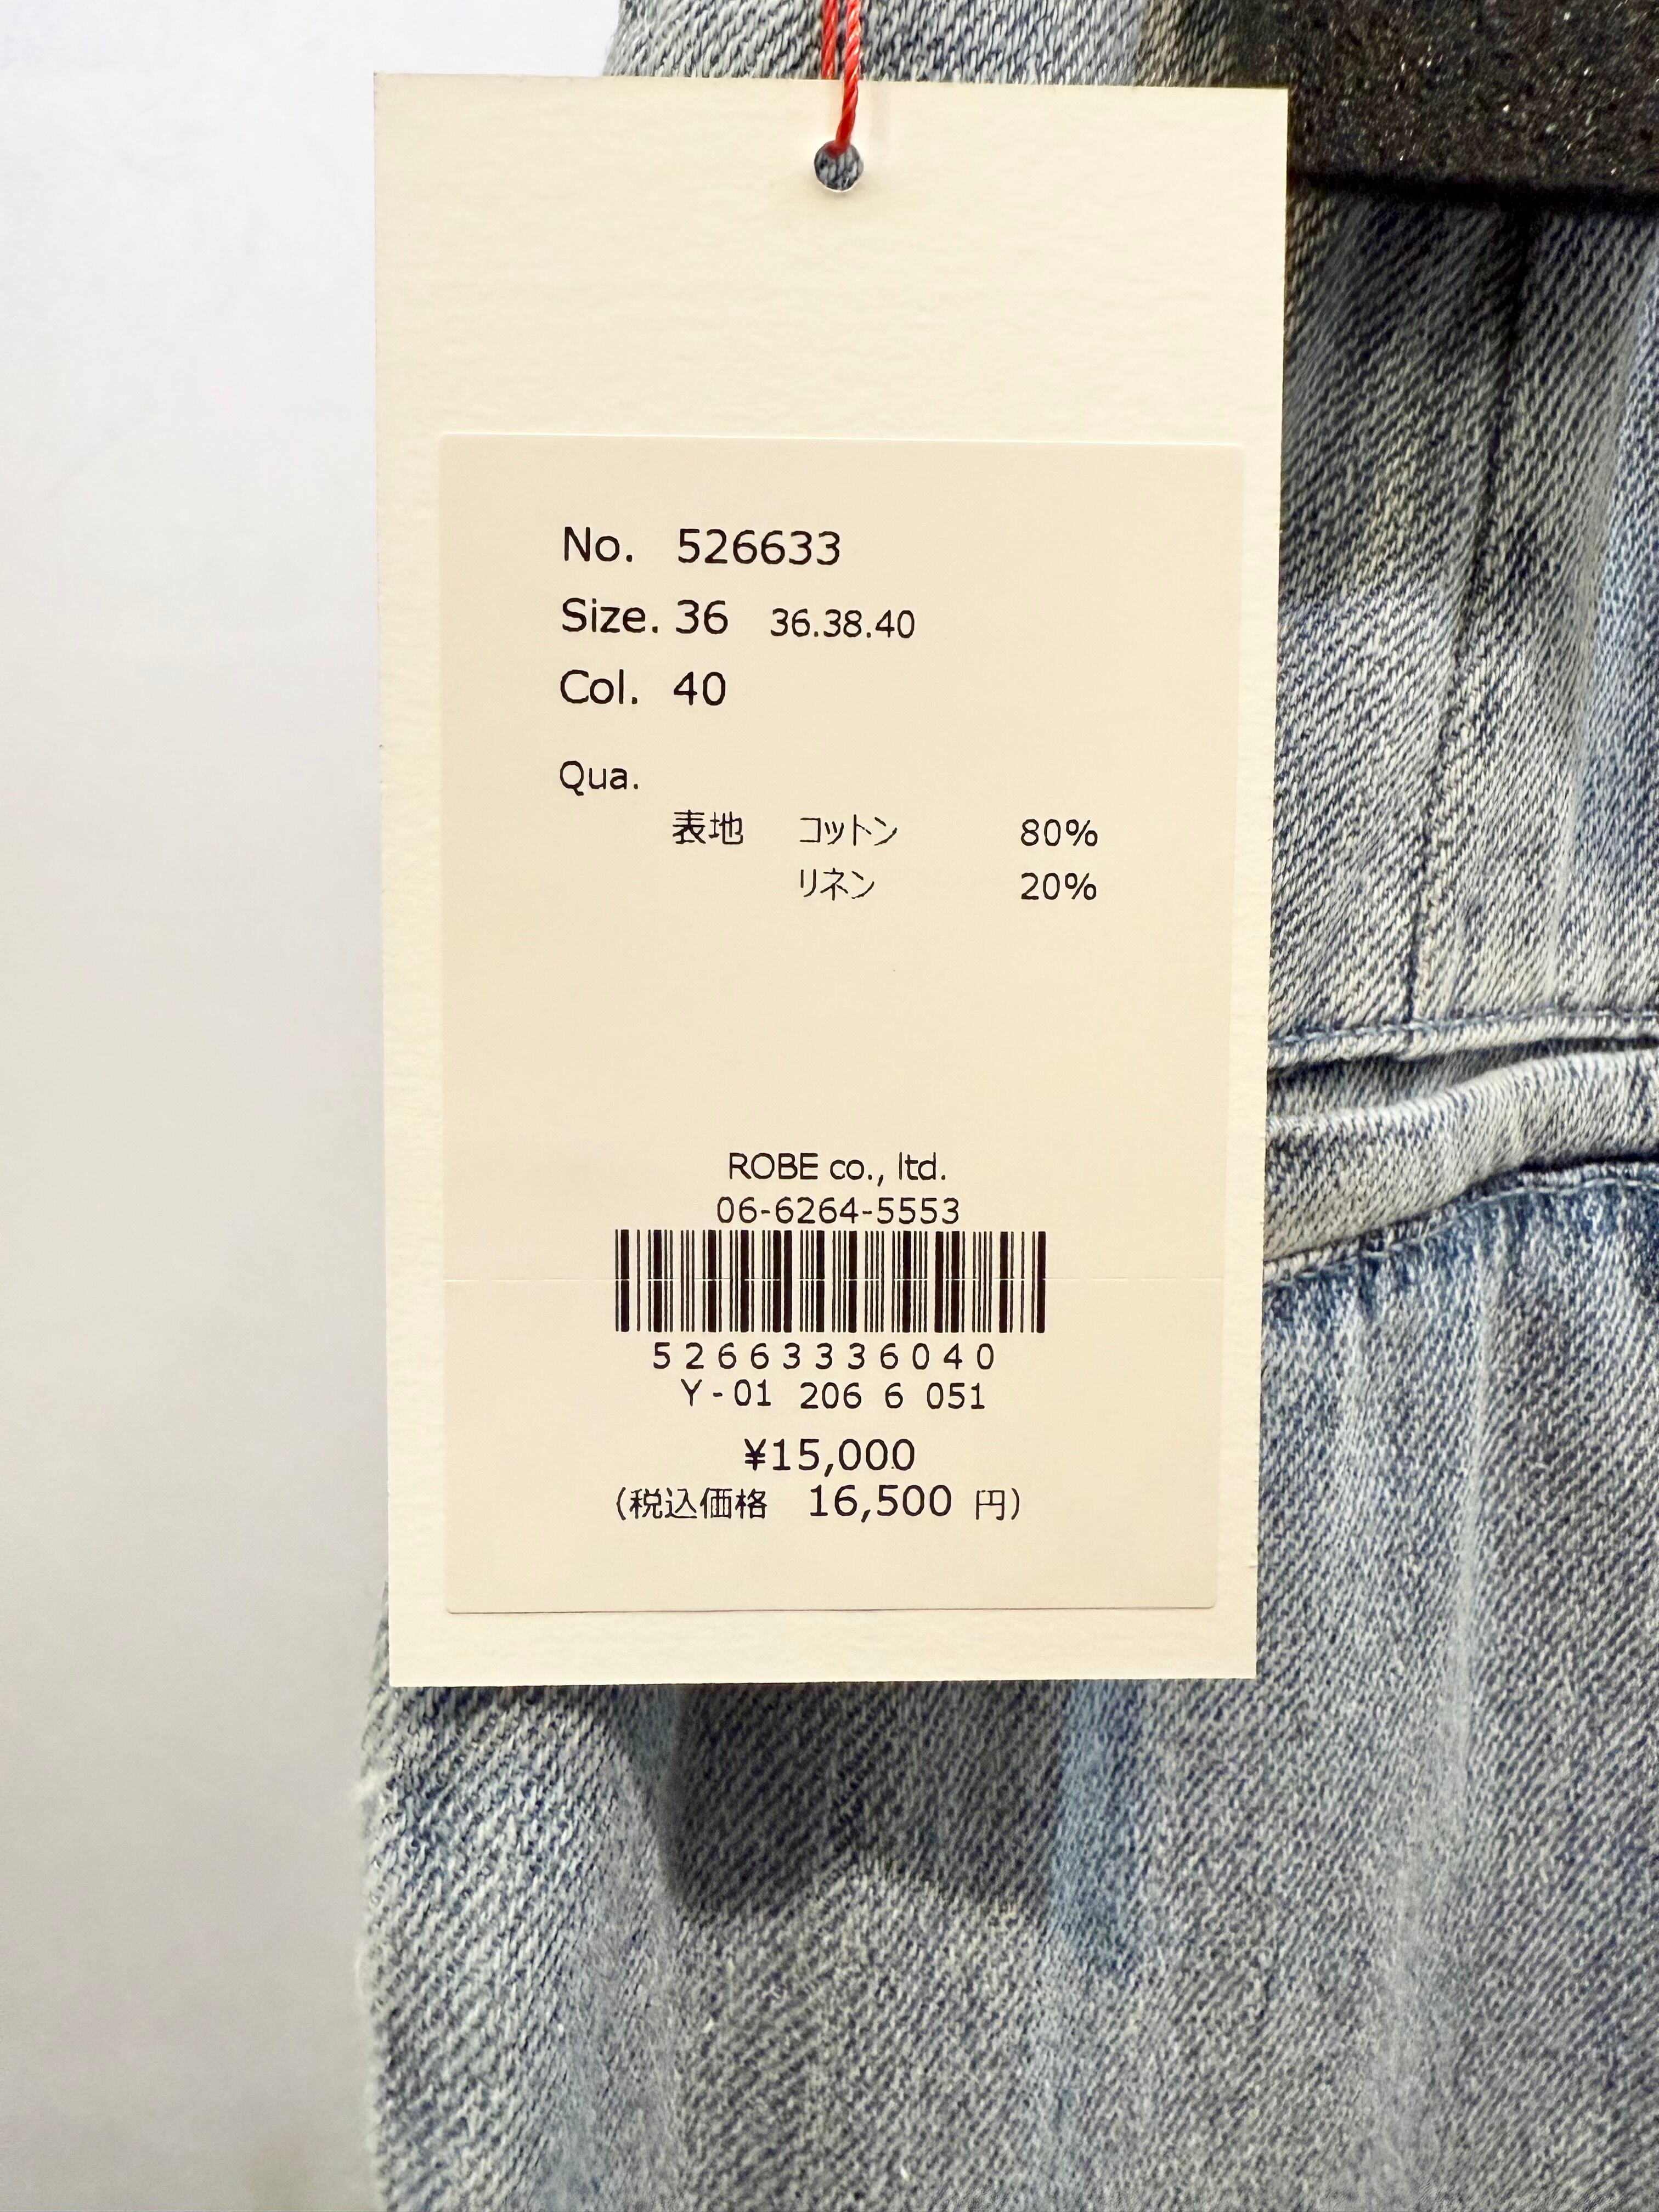 No. 526633
Size. 36 36.38.40
Col. 40
Qua.
表地 コットン 80%
リネン 20%
ROBE co., ltd.
06-6264-5553
52663336040
Y-01 206 6 051
¥15,000
(税込価格 16,500 円)